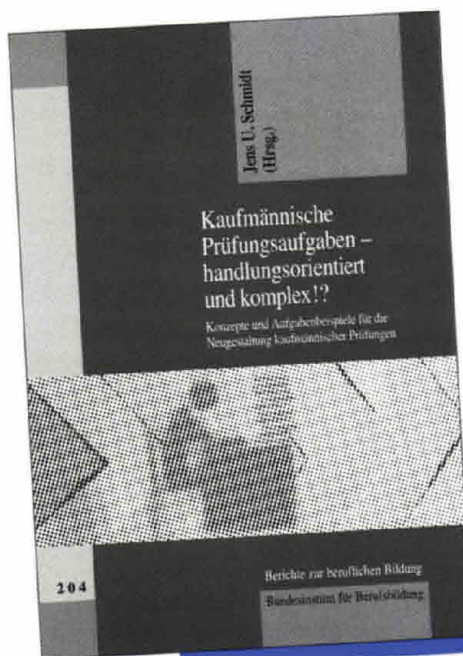 Jens U. Schmidt
(Hrsg.)
Kaufmännische
Prüfungsaufgaben –
handlungsorientiert
und komplex!?
Konzepte und Aufgabenbeispiele für die
Neugestaltung kaufmännischer Prüfungen
204
Berichte zur beruflichen Bildung
Bundesinstitut für Berufsbildung